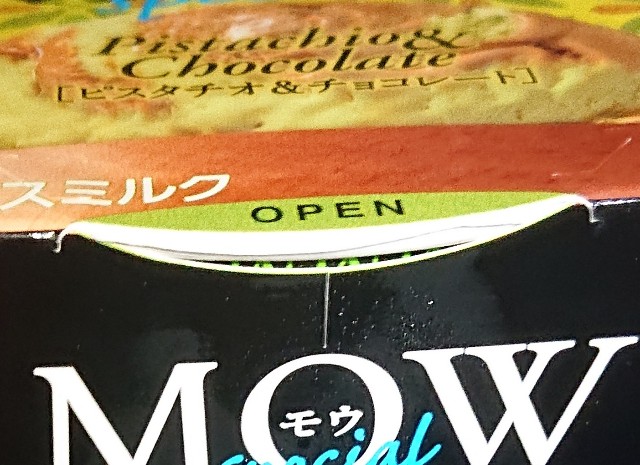 Pistachio&
Chocolate
[ピスタチオ&チョコレート]
スミルク
OPEN
MOW
モウ
special